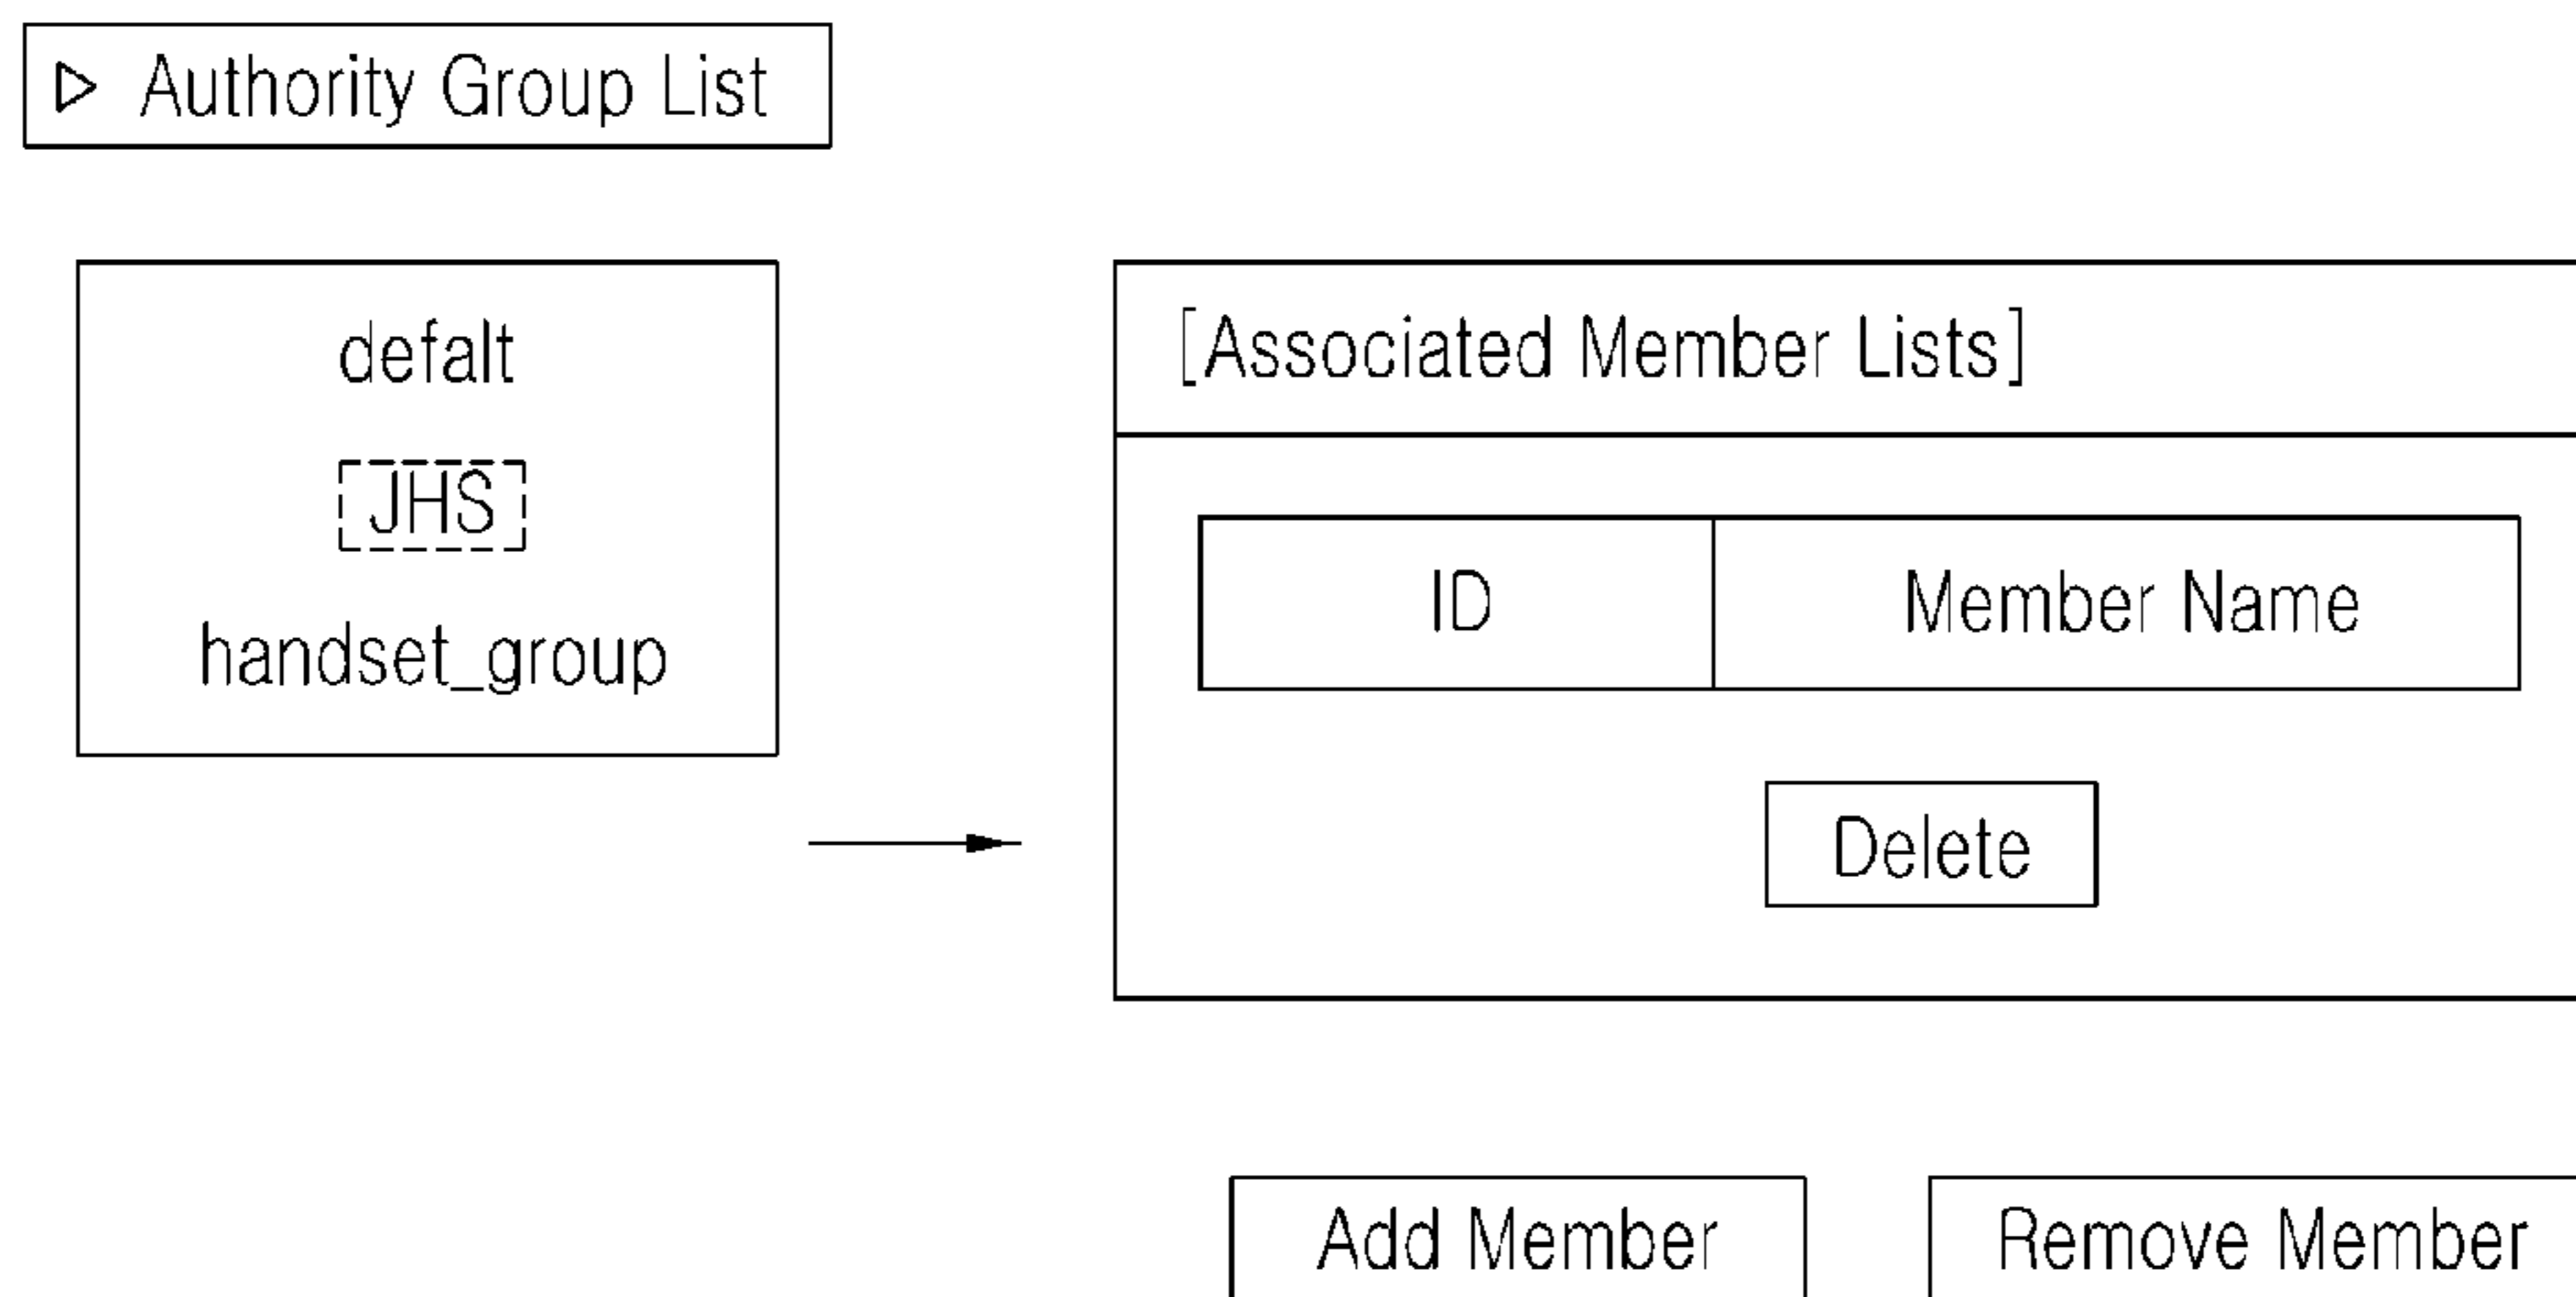 ▷ Authority Group List
defalt
JHS
handset_group
[Associated Member Lists]
ID
Member Name
Delete
Add Member
Remove Member